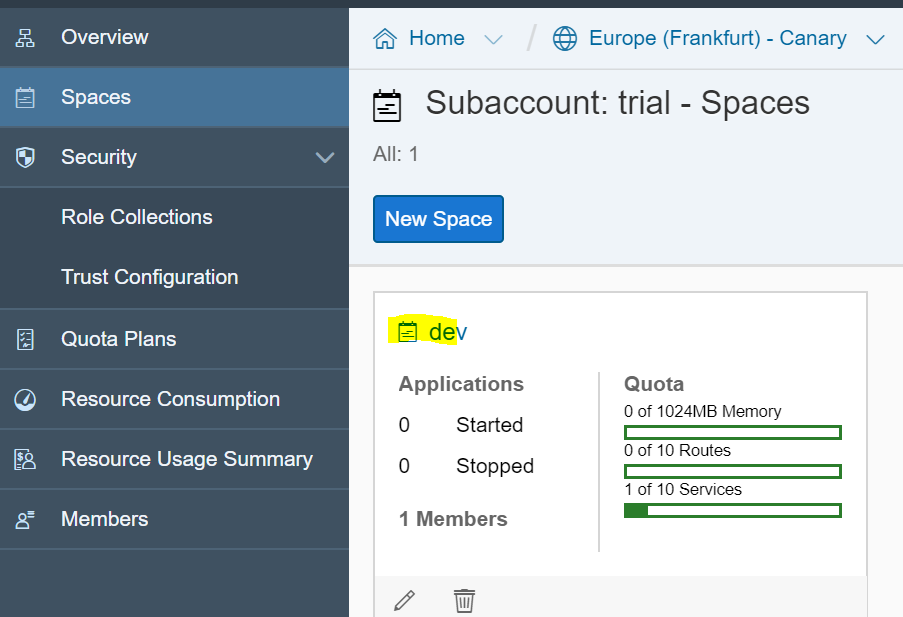 Overview
Spaces
Security
Role Collections
Trust Configuration
Quota Plans
Resource Consumption
Resource Usage Summary
Members
Home / Europe (Frankfurt) - Canary
Subaccount: trial - Spaces
All: 1
New Space
dev
Applications
0 Started
0 Stopped
1 Members
Quota
0 of 1024MB Memory
0 of 10 Routes
1 of 10 Services